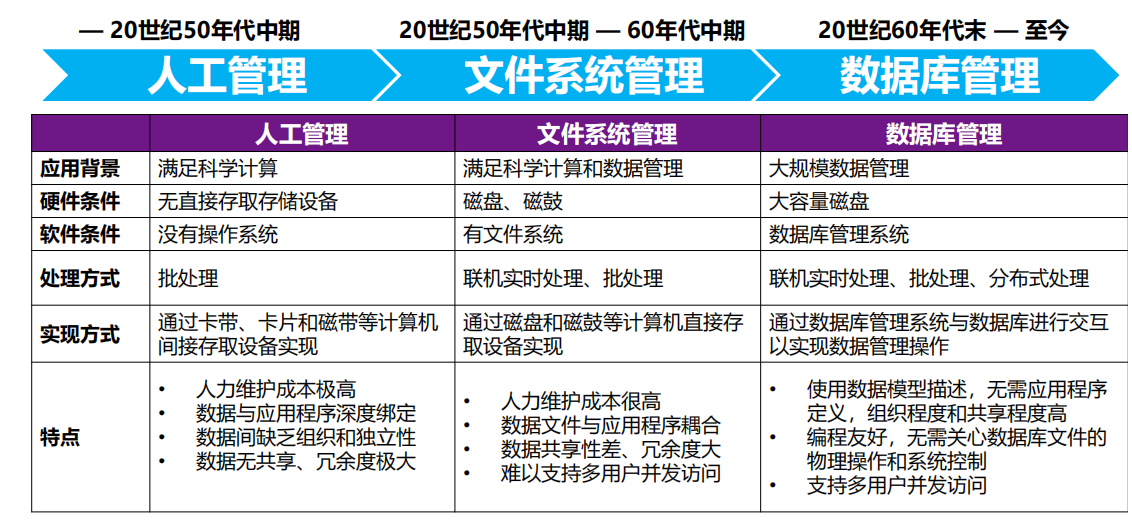 — 20世纪50年代中期
20世纪50年代中期 — 60年代中期
20世纪60年代末 — 至今
人工管理
文件系统管理
数据库管理
人工管理
文件系统管理
数据库管理
应用背景
满足科学计算
满足科学计算和数据管理
大规模数据管理
硬件条件
无直接存取存储设备
磁盘、磁鼓
大容量磁盘
软件条件
没有操作系统
有文件系统
数据库管理系统
处理方式
批处理
联机实时处理、批处理
联机实时处理、批处理、分布式处理
实现方式
通过卡带、卡片和磁带等计算机
间接存取设备实现
通过磁盘和磁鼓等计算机直接存
取设备实现
通过数据库管理系统与数据库进行交互
以实现数据管理操作
特点
• 人力维护成本极高
• 数据与应用程序深度绑定
• 数据间缺乏组织和独立性
• 数据无共享、冗余度极大
• 人力维护成本很高
• 数据文件与应用程序耦合
• 数据共享性差、冗余度大
• 难以支持多用户并发访问
• 使用数据模型描述，无需应用程序
定义，组织程度和共享程度高
• 编程友好，无需关心数据库文件的
物理操作和系统控制
• 支持多用户并发访问